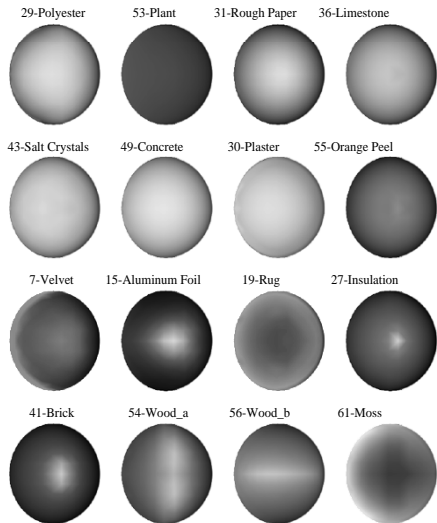 29-Polyester 53-Plant 31-Rough Paper 36-Limestone
43-Salt Crystals 49-Concrete 30-Plaster 55-Orange Peel
7-Velvet 15-Aluminum Foil 19-Rug 27-Insulation
41-Brick 54-Wood_a 56-Wood_b 61-Moss